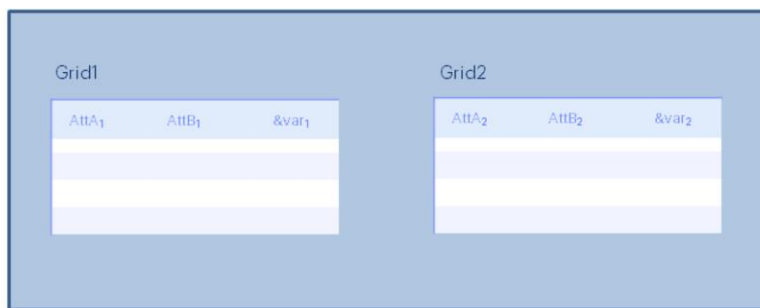 Grid1
Grid2
AttA₁ AttB₁ &var₁
AttA₂ AttB₂ &var₂